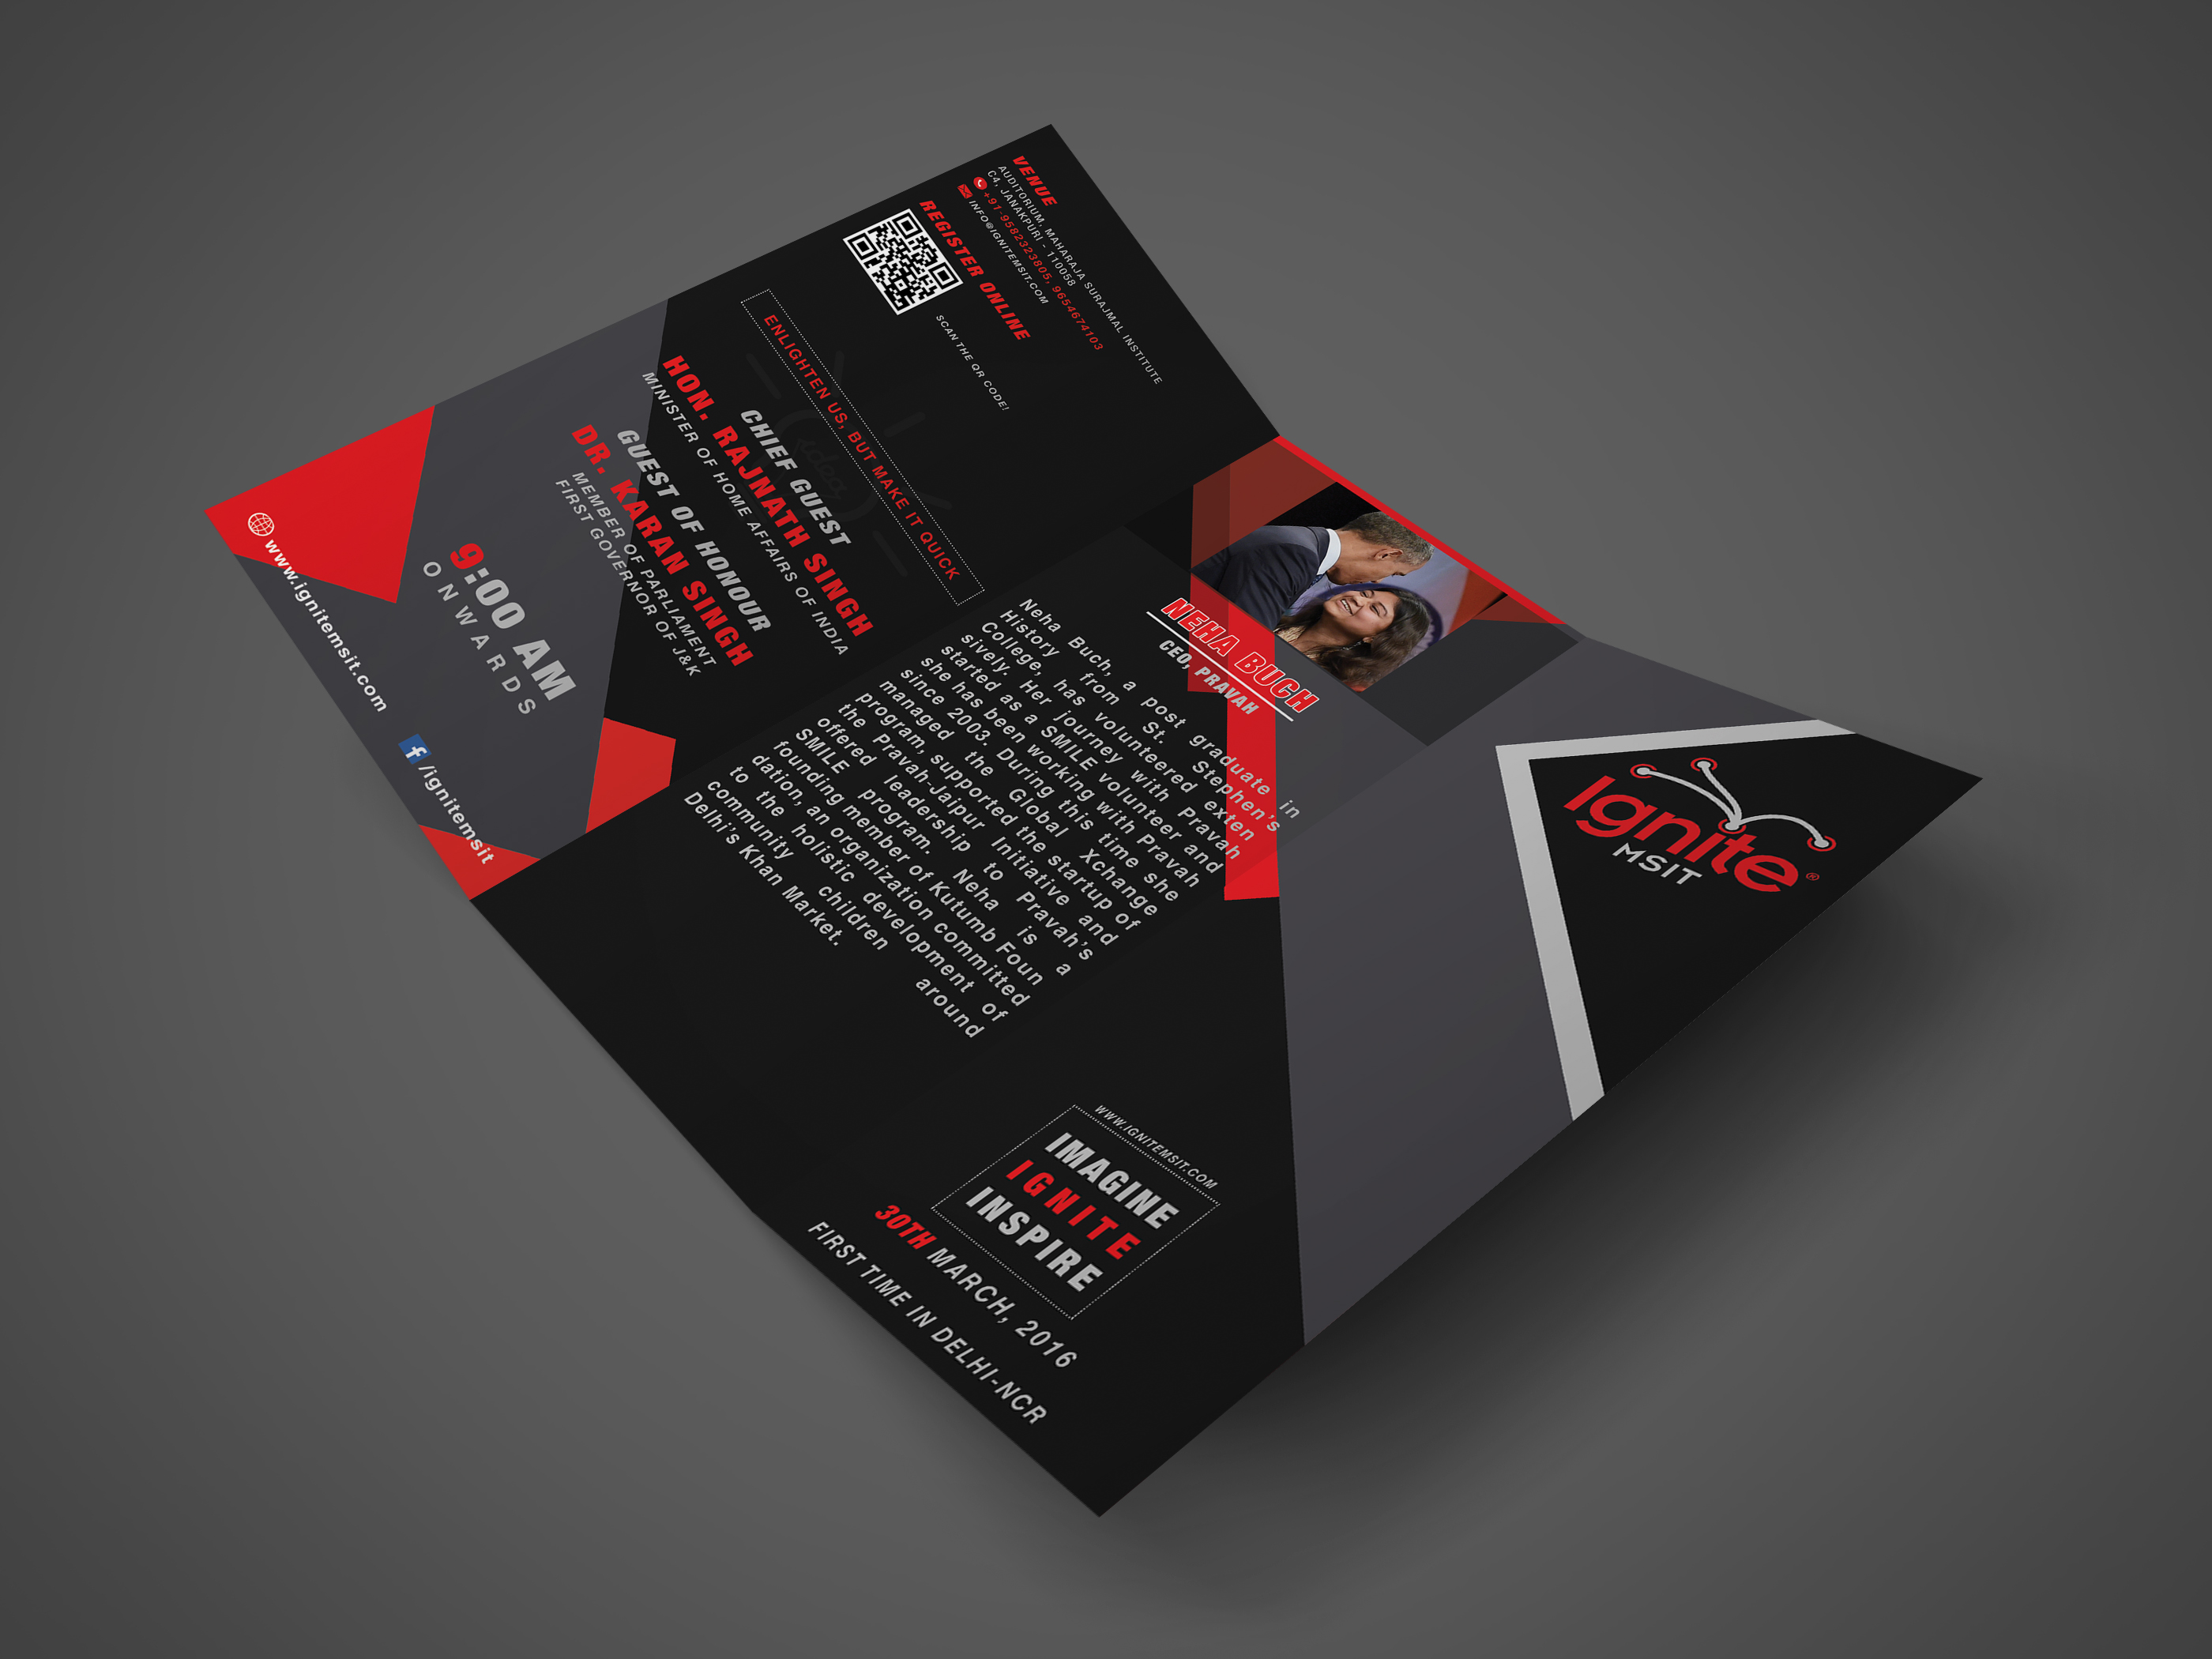 VENUE
AUDITORIUM, MAHARAJA SURAJMAL INSTITUTE
C4, JANAKPURI - 110058
+91-9582323805, 9654674103
INFO@IGNITEMSIT.COM
REGISTER ONLINE
SCAN THE QR CODE!
ENLIGHTEN US, BUT MAKE IT QUICK
idea
CHIEF GUEST
HON. RAJNATH SINGH
MINISTER OF HOME AFFAIRS OF INDIA
GUEST OF HONOUR
DR. KARAN SINGH
MEMBER OF PARLIAMENT
FIRST GOVERNOR OF J&K
9:00 AM
ONWARDS
www.ignitemsit.com
f /ignitemsit
NEHA BUCH
CEO, PRAVAH
Neha Buch, a post graduate in
History from St. Stephen's
College, has volunteered exten
sively. Her journey with Pravah
started as a SMILE volunteer and
she has been working with Pravah
since 2003. During this time she
managed the Global Xchange
program, supported the startup of
the Pravah-Jaipur Initiative and
offered leadership to Pravah's
SMILE program. Neha is a
founding member of Kutumb Foun
dation, an organization committed
to the holistic development of
community children around
Delhi's Khan Market.
Ignite®
MSIT
WWW.IGNITEMSIT.COM
IMAGINE
IGNITE
INSPIRE
30TH MARCH, 2016
FIRST TIME IN DELHI-NCR